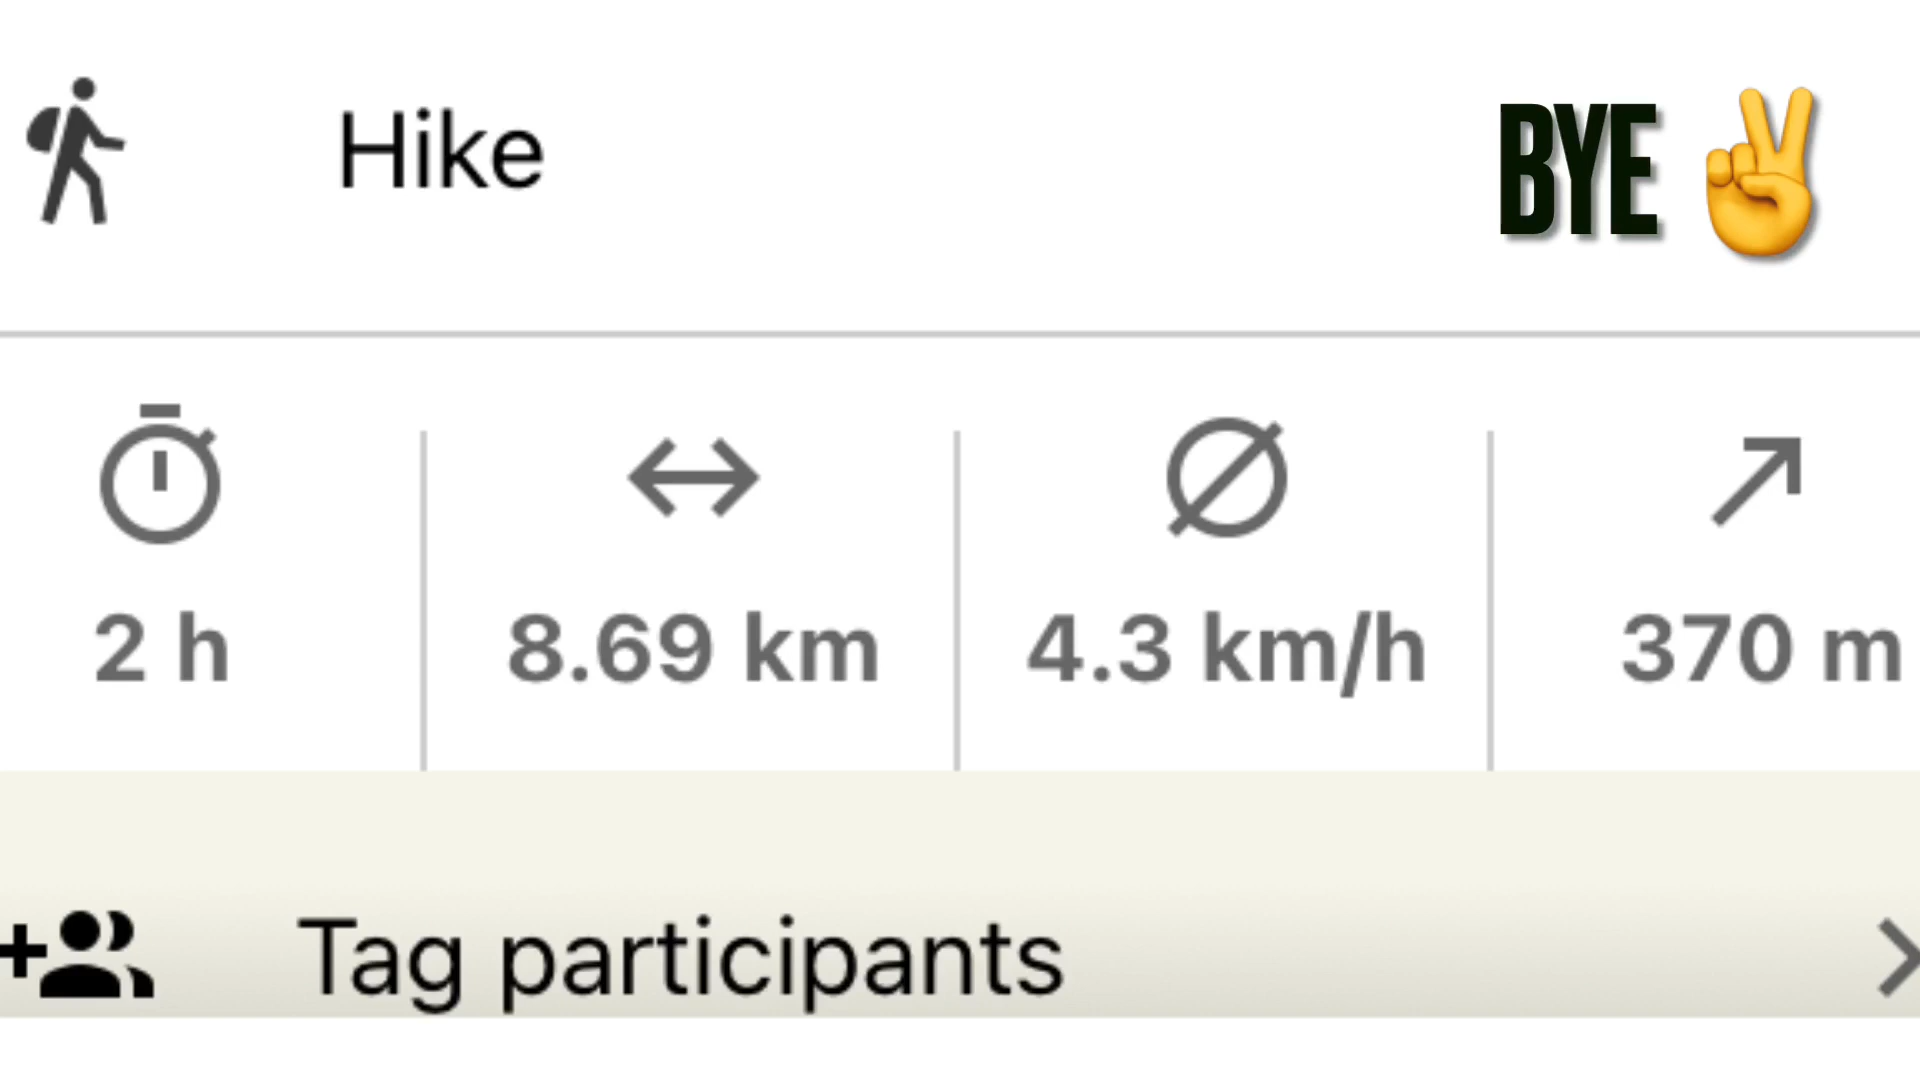 Hike
BYE ✌️
2 h
8.69 km
4.3 km/h
370 m
Tag participants